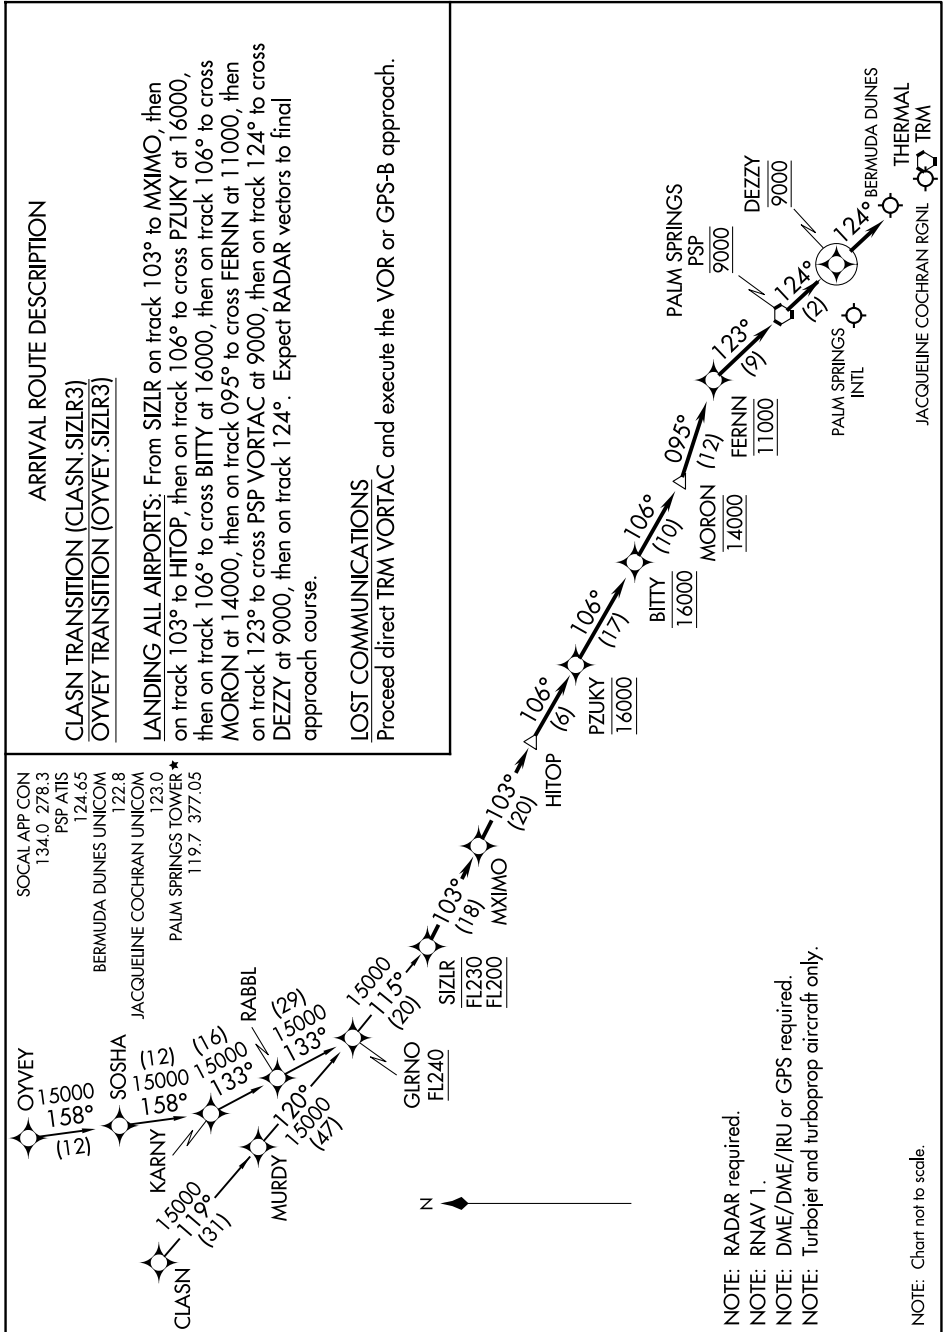 SOCAL APP CON
134.0 278.3
PSP ATIS
124.65
BERMUDA DUNES UNICOM
122.8
JACQUELINE COCHRAN UNICOM
123.0
PALM SPRINGS TOWER★
119.7 377.05
ARRIVAL ROUTE DESCRIPTION
CLASN TRANSITION (CLASN.SIZLR3)
OYVEY TRANSITION (OYVEY.SIZLR3)
LANDING ALL AIRPORTS: From SIZLR on track 103° to MXIMO, then
on track 103° to HITOP, then on track 106° to cross PZUKY at 16000,
then on track 106° to cross BITTY at 16000, then on track 106° to cross
MORON at 14000, then on track 095° to cross FERNN at 11000, then
on track 123° to cross PSP VORTAC at 9000, then on track 124° to cross
DEZZY at 9000, then on track 124°. Expect RADAR vectors to final
approach course.
LOST COMMUNICATIONS
Proceed direct TRM VORTAC and execute the VOR or GPS-B approach.
OYVEY
15000
158°
(12)
SOSHA
(12)
15000
158°
KARNY
(16)
15000
133°
RABBL
(29)
15000
133°
CLASN
15000
119°
(31)
MURDY
120°
15000
(47)
GLRNO
FL240
15000
115°
(20)
SIZLR
FL230
FL200
103°
(18)
MXIMO
103°
(20)
HITOP
106°
(6)
PZUKY
16000
106°
(17)
BITTY
16000
106°
(10)
MORON
14000
095°
(12)
FERNN
11000
123°
(9)
PALM SPRINGS
PSP
9000
124°
(2)
DEZZY
9000
124°
PALM SPRINGS
INTL
BERMUDA DUNES
THERMAL
TRM
JACQUELINE COCHRAN RGNL
N
NOTE: RADAR required.
NOTE: RNAV 1.
NOTE: DME/DME/IRU or GPS required.
NOTE: Turbojet and turboprop aircraft only.
NOTE: Chart not to scale.